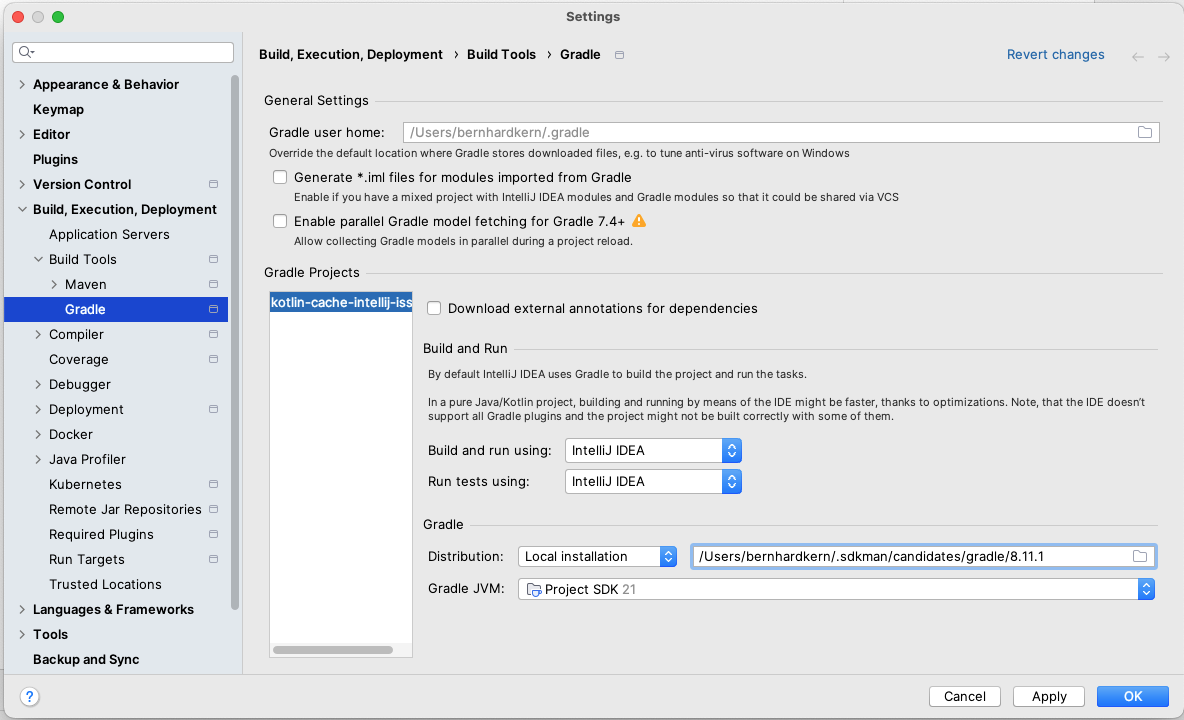 Settings
Build, Execution, Deployment › Build Tools › Gradle
Revert changes
Appearance & Behavior
Keymap
Editor
Plugins
Version Control
Build, Execution, Deployment
Application Servers
Build Tools
Maven
Gradle
Compiler
Coverage
Debugger
Deployment
Docker
Java Profiler
Kubernetes
Remote Jar Repositories
Required Plugins
Run Targets
Trusted Locations
Languages & Frameworks
Tools
Backup and Sync
General Settings
Gradle user home: /Users/bernhardkern/.gradle
Override the default location where Gradle stores downloaded files, e.g. to tune anti-virus software on Windows
Generate *.iml files for modules imported from Gradle
Enable if you have a mixed project with IntelliJ IDEA modules and Gradle modules so that it could be shared via VCS
Enable parallel Gradle model fetching for Gradle 7.4+
Allow collecting Gradle models in parallel during a project reload.
Gradle Projects
kotlin-cache-intellij-iss
Download external annotations for dependencies
Build and Run
By default IntelliJ IDEA uses Gradle to build the project and run the tasks.
In a pure Java/Kotlin project, building and running by means of the IDE might be faster, thanks to optimizations. Note, that the IDE doesn't
support all Gradle plugins and the project might not be built correctly with some of them.
Build and run using: IntelliJ IDEA
Run tests using: IntelliJ IDEA
Gradle
Distribution: Local installation /Users/bernhardkern/.sdkman/candidates/gradle/8.11.1
Gradle JVM: Project SDK 21
?
Cancel
Apply
OK